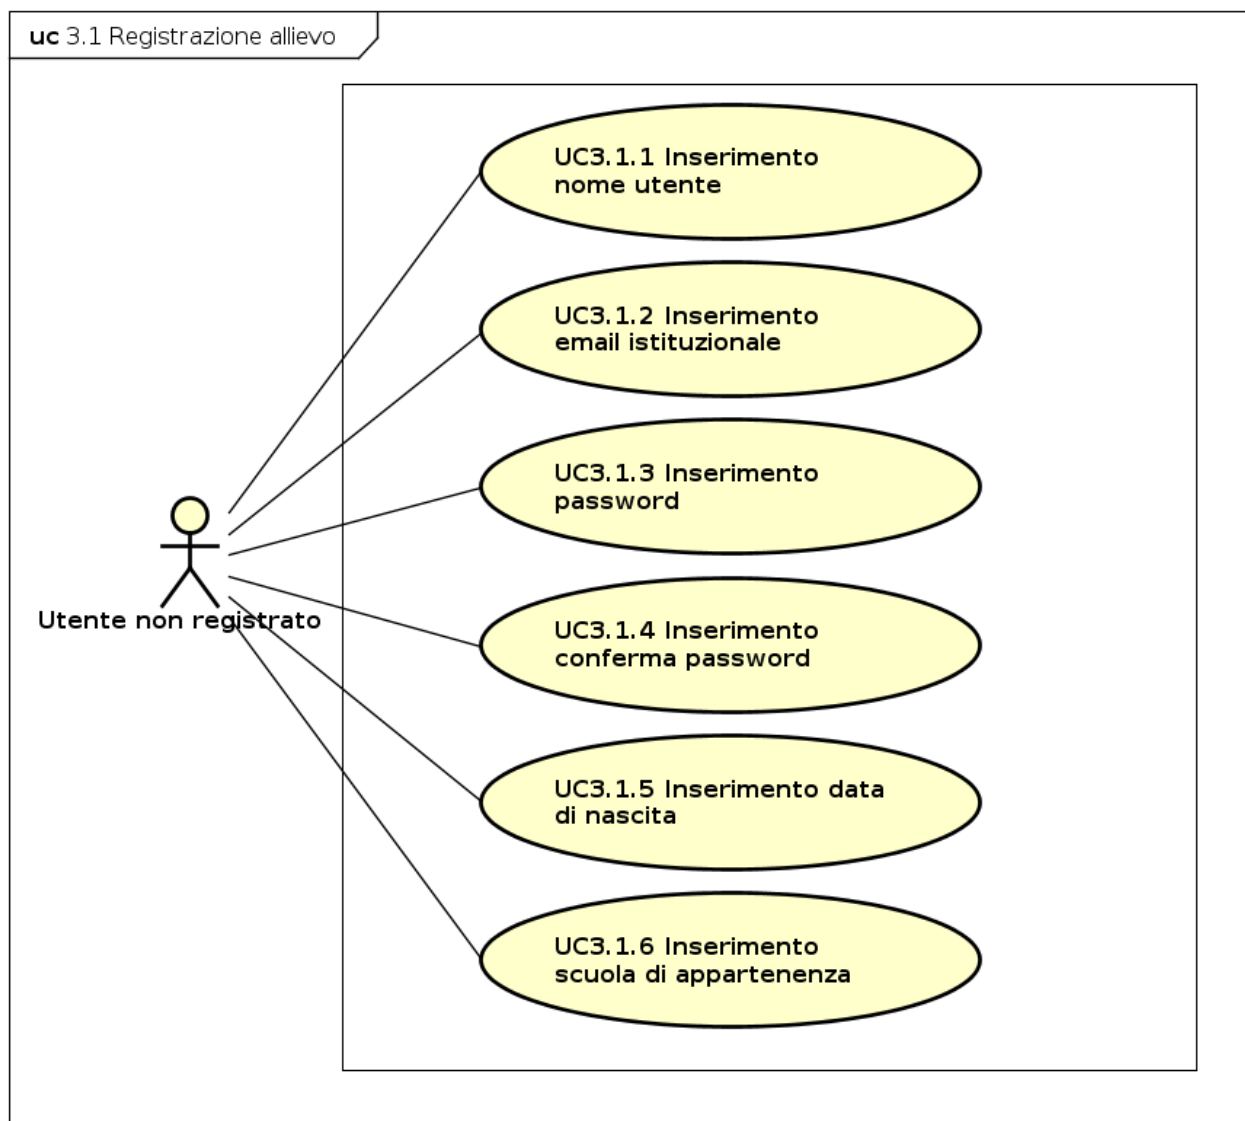 uc 3.1 Registrazione allievo
UC3.1.1 Inserimento
nome utente
UC3.1.2 Inserimento
email istituzionale
UC3.1.3 Inserimento
password
Utente non registrato
UC3.1.4 Inserimento
conferma password
UC3.1.5 Inserimento data
di nascita
UC3.1.6 Inserimento
scuola di appartenenza